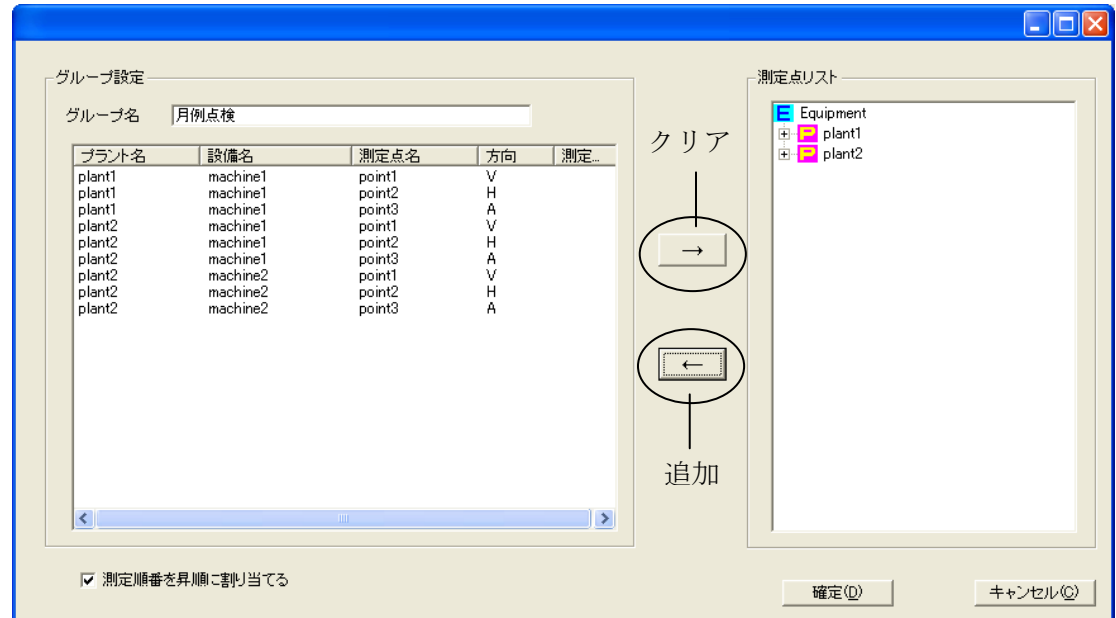 グループ設定
グループ名 月例点検
プラント名 設備名 測定点名 方向 測定...
plant1 machine1 point1 V
plant1 machine1 point2 H
plant1 machine1 point3 A
plant2 machine1 point1 V
plant2 machine1 point2 H
plant2 machine1 point3 A
plant2 machine2 point1 V
plant2 machine2 point2 H
plant2 machine2 point3 A
測定順番を昇順に割り当てる
クリア
→
←
追加
測定点リスト
E Equipment
P plant1
P plant2
確定(D)
キャンセル(C)